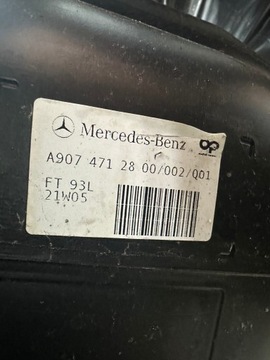 Mercedes-Benz
A907 471 28 00/002/Q01
FT 93L
21W05